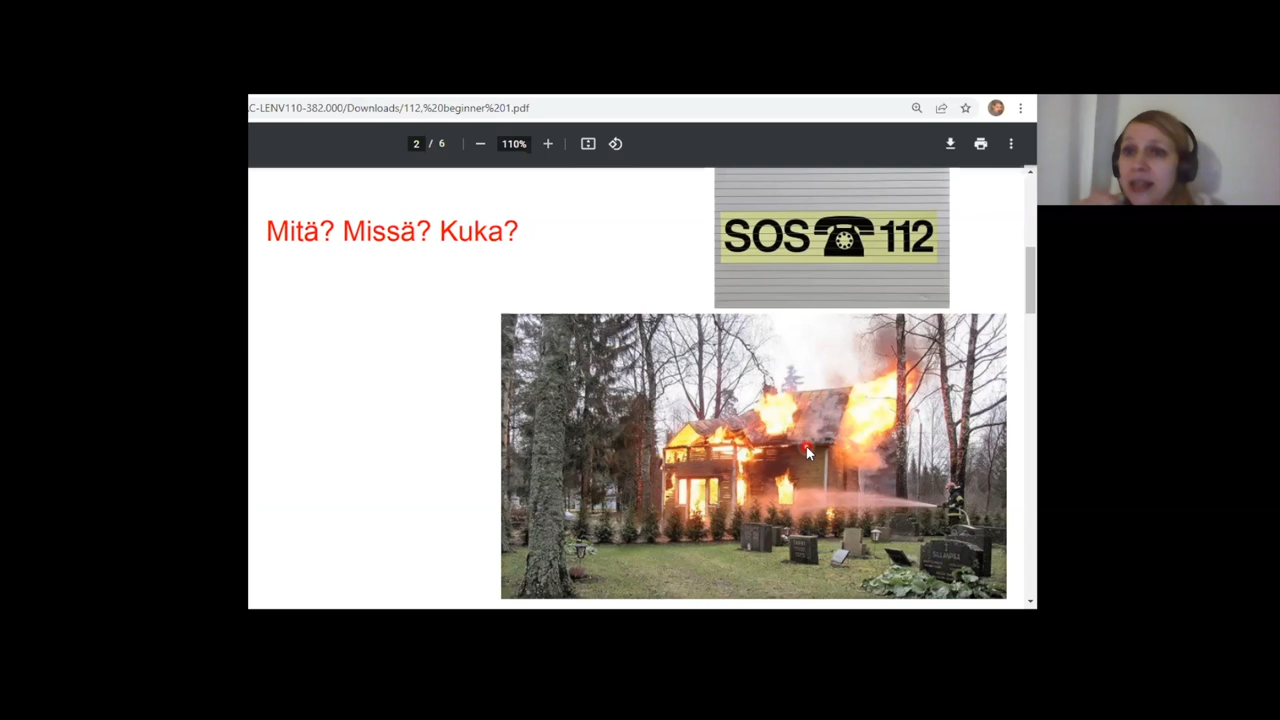 C-LENV110-382.000/Downloads/112,%20beginner%201.pdf
2 / 6
110%
Mitä? Missä? Kuka?
SOS 112